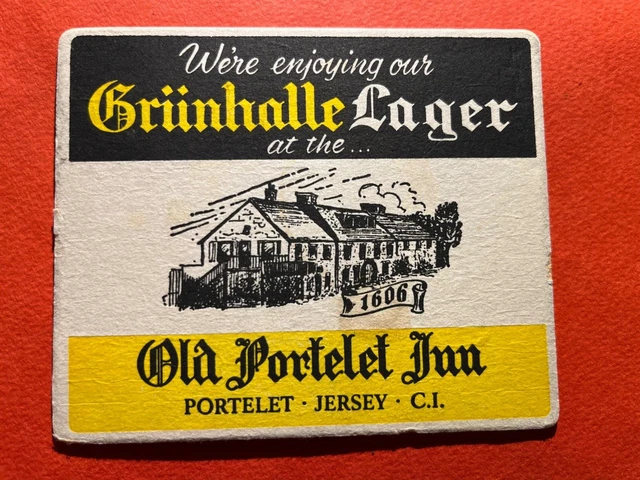 We're enjoying our
Grünhalle Lager
at the...
1606
Old Portelet Inn
PORTELET · JERSEY · C.I.